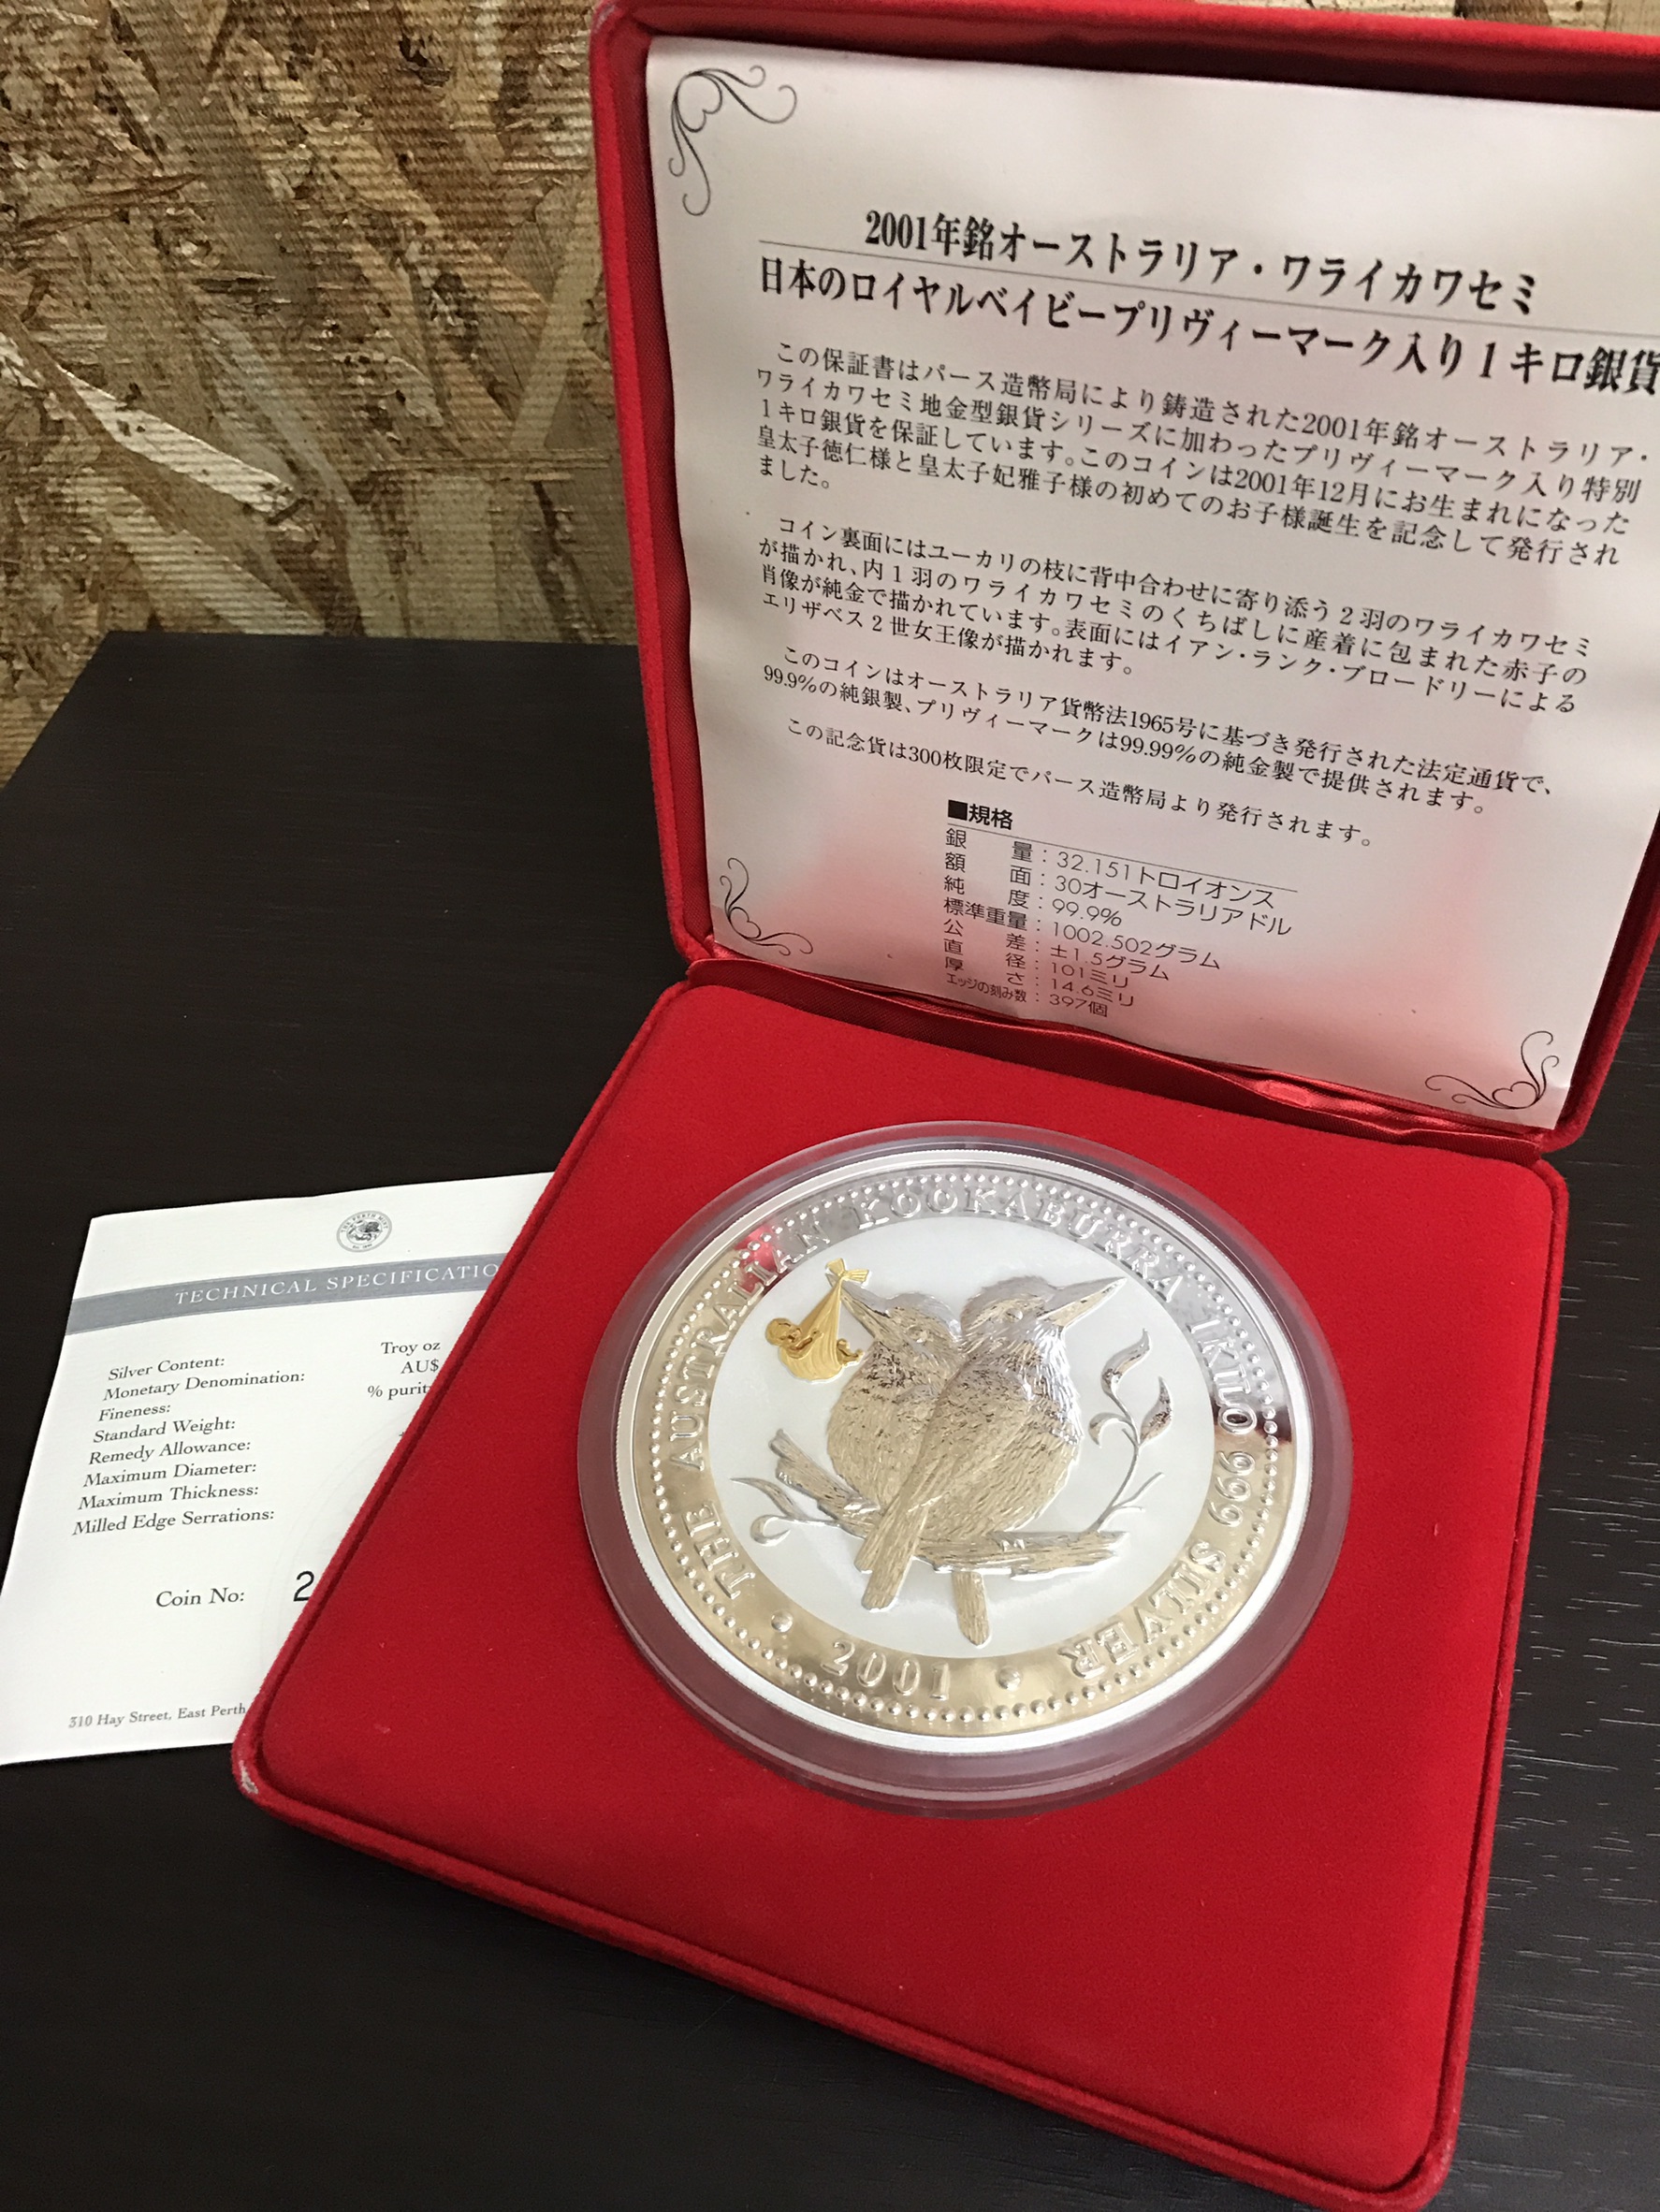 2001年銘オーストラリア・ワライカワセミ
日本のロイヤルベイビープリヴィーマーク入り1キロ銀貨
この保証書はパース造幣局により鋳造された2001年銘オーストラリア・
ワライカワセミ地金型銀貨シリーズに加わったプリヴィーマーク入り特別
1キロ銀貨を保証しています。このコインは2001年12月にお生まれになった
皇太子徳仁様と皇太子妃雅子様の初めてのお子様誕生を記念して発行され
ました。
コイン裏面にはユーカリの枝に背中合わせに寄り添う2羽のワライカワセミ
が描かれ、内1羽のワライカワセミのくちばしに産着に包まれた赤子の
肖像が純金で描かれています。表面にはイアン・ランク・ブロードリーによる
エリザベス2世女王像が描かれます。
このコインはオーストラリア貨幣法1965号に基づき発行された法定通貨で、
99.9%の純銀製、プリヴィーマークは99.99%の純金製で提供されます。
この記念貨は300枚限定でパース造幣局より発行されます。
■規格
銀量：32.151トロイオンス
額面：30オーストラリアドル
純度：99.9%
標準重量：1002.502グラム
公差：±1.5グラム
直径：101ミリ
厚さ：14.6ミリ
エッジの刻み数：397個
THE AUSTRALIAN KOOKABURRA 1 KILO 999 SILVER
2001
THE PERTH MINT
TECHNICAL SPECIFICATIO
Silver Content: Troy oz
Monetary Denomination: AU$
Fineness: % purit
Standard Weight:
Remedy Allowance:
Maximum Diameter:
Maximum Thickness:
Milled Edge Serrations:
Coin No: 2
310 Hay Street, East Perth